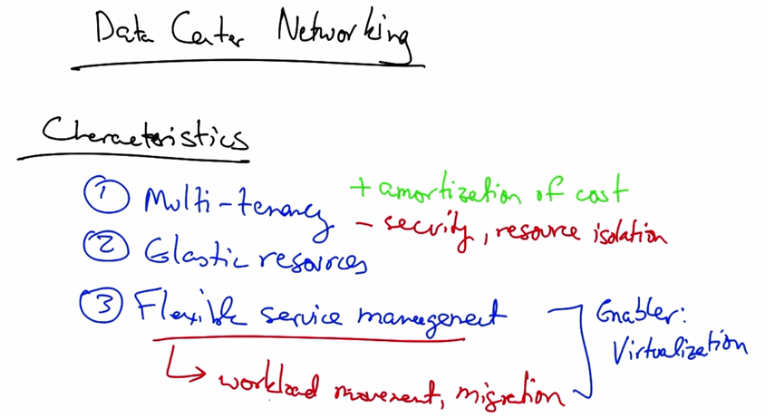 Data Center Networking
Characteristics
① Multi-tenancy
+ amortization of cost
- security, resource isolation
② Elastic resources
③ Flexible service management
↳ workload movement, migration
Enabler:
Virtualization